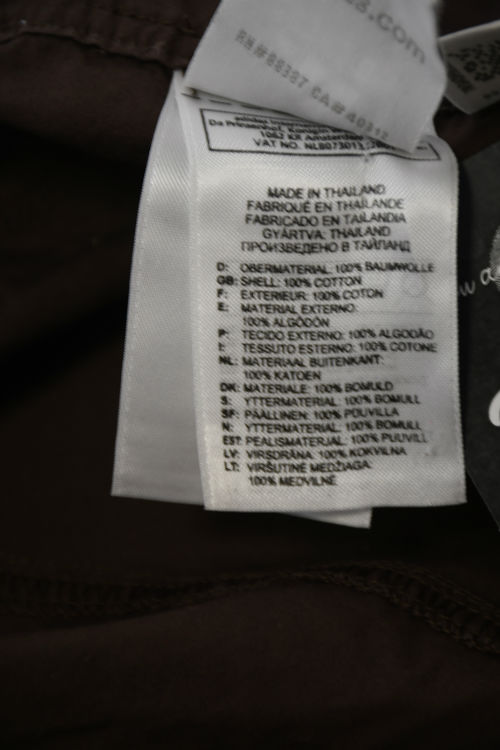 RN#88387 CA#40312
Da Priceshof, Koningin
1062 KR Amsterdam
VAT NO. NL8073013
MADE IN THAILAND
FABRIQUÉ EN THAÏLANDE
FABRICADO EN TAILANDIA
GYÁRTVA: THAILAND
ПРОИЗВЕДЕНО В ТАЙЛАНД
D: OBERMATERIAL: 100% BAUMWOLLE
GB: SHELL: 100% COTTON
F: EXTERIEUR: 100% COTON
E: MATERIAL EXTERNO:
100% ALGODÓN
P: TECIDO EXTERNO: 100% ALGODÃO
I: TESSUTO ESTERNO: 100% COTONE
NL: MATERIAAL BUITENKANT:
100% KATOEN
DK: MATERIALE: 100% BOMULD
S: YTTERMATERIAL: 100% BOMULL
SF: PÄÄLLINEN: 100% PUUVILLA
N: YTTERMATERIAL: 100% BOMULL
EST: PEALISMATERJAL: 100% PUUVILL
LV: VIRSDRĀNA: 100% KOKVILNA
LT: VIRŠUTINĖ MEDŽIAGA:
100% MEDVILNĖ